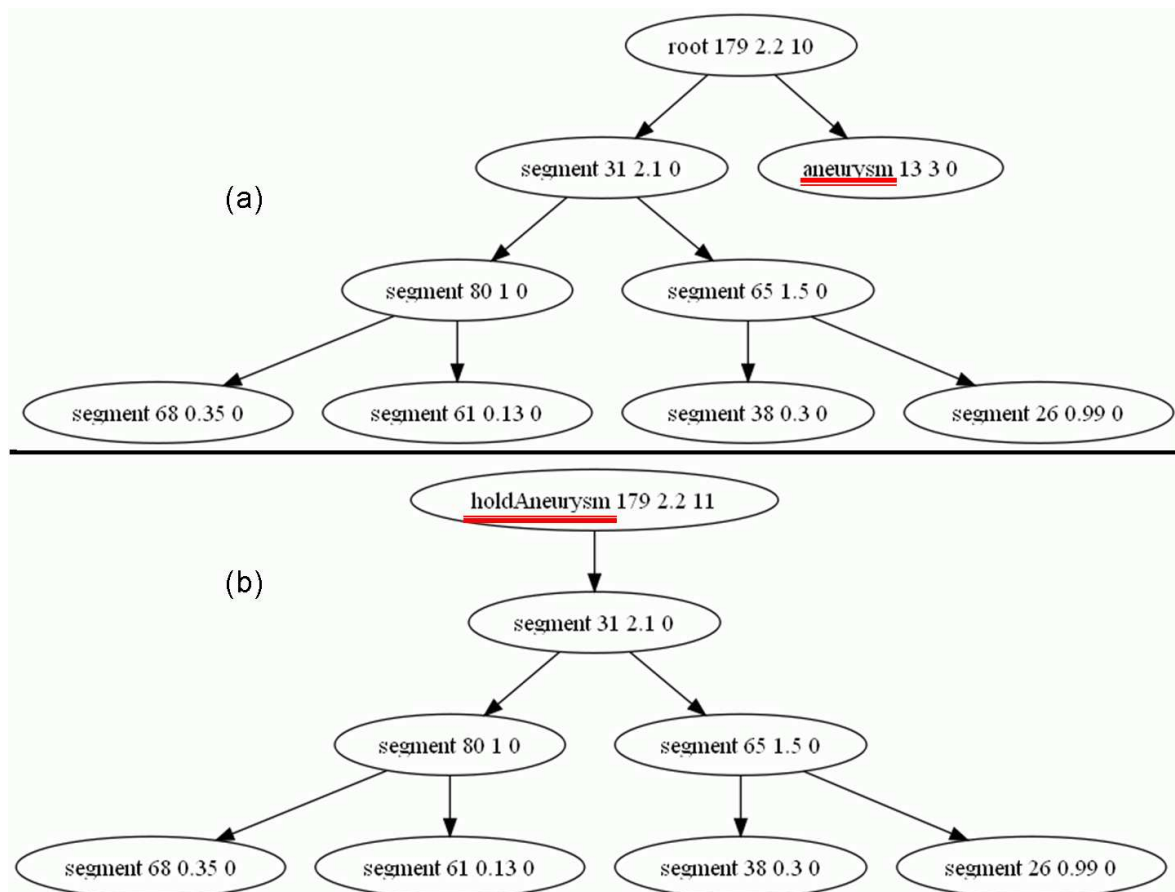 root 179 2.2 10
segment 31 2.1 0
aneurysm 13 3 0
(a)
segment 80 1 0
segment 65 1.5 0
segment 68 0.35 0
segment 61 0.13 0
segment 38 0.3 0
segment 26 0.99 0
holdAneurysm 179 2.2 11
(b)
segment 31 2.1 0
segment 80 1 0
segment 65 1.5 0
segment 68 0.35 0
segment 61 0.13 0
segment 38 0.3 0
segment 26 0.99 0